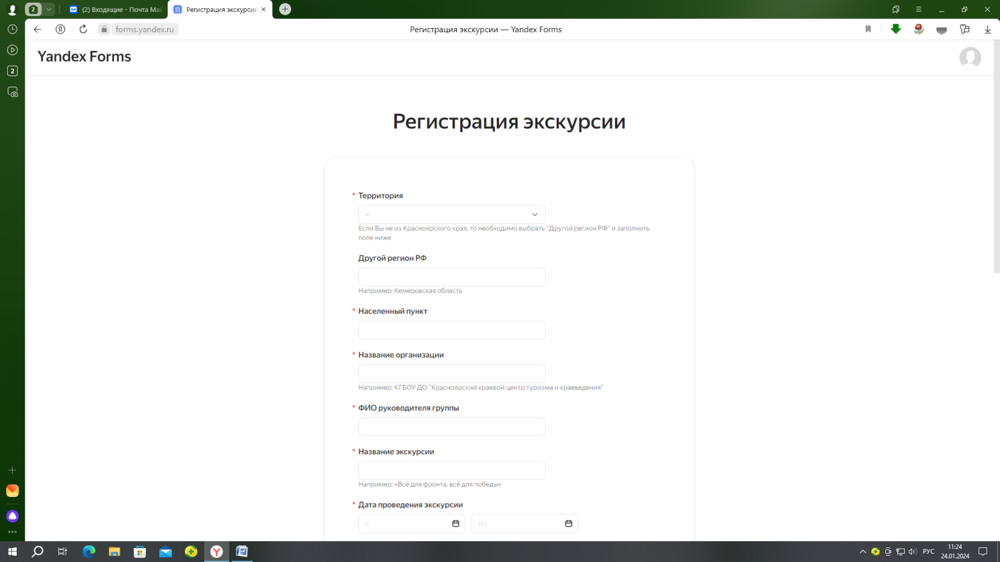 2
(2) Входящие - Почта Mai
Регистрация экскурсии
forms.yandex.ru
Регистрация экскурсии — Yandex Forms
2
Yandex Forms
Регистрация экскурсии
* Территория
–
Если Вы не из Красноярского края, то необходимо выбрать "Другой регион РФ" и заполнить
поле ниже
Другой регион РФ
Например: Кемеровская область
* Населенный пункт
* Название организации
Например: КГБОУ ДО "Красноярский краевой центр туризма и краеведения"
* ФИО руководителя группы
* Название экскурсии
Например: «Всё для фронта, всё для победы»
* Дата проведения экскурсии
с
по
РУС
11:24
24.01.2024